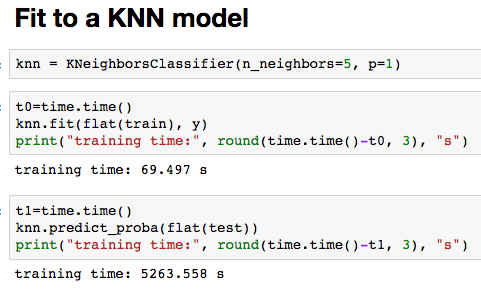 Fit to a KNN model
knn = KNeighborsClassifier(n_neighbors=5, p=1)
t0=time.time()
knn.fit(flat(train), y)
print("training time:", round(time.time()-t0, 3), "s")
training time: 69.497 s
t1=time.time()
knn.predict_proba(flat(test))
print("training time:", round(time.time()-t1, 3), "s")
training time: 5263.558 s